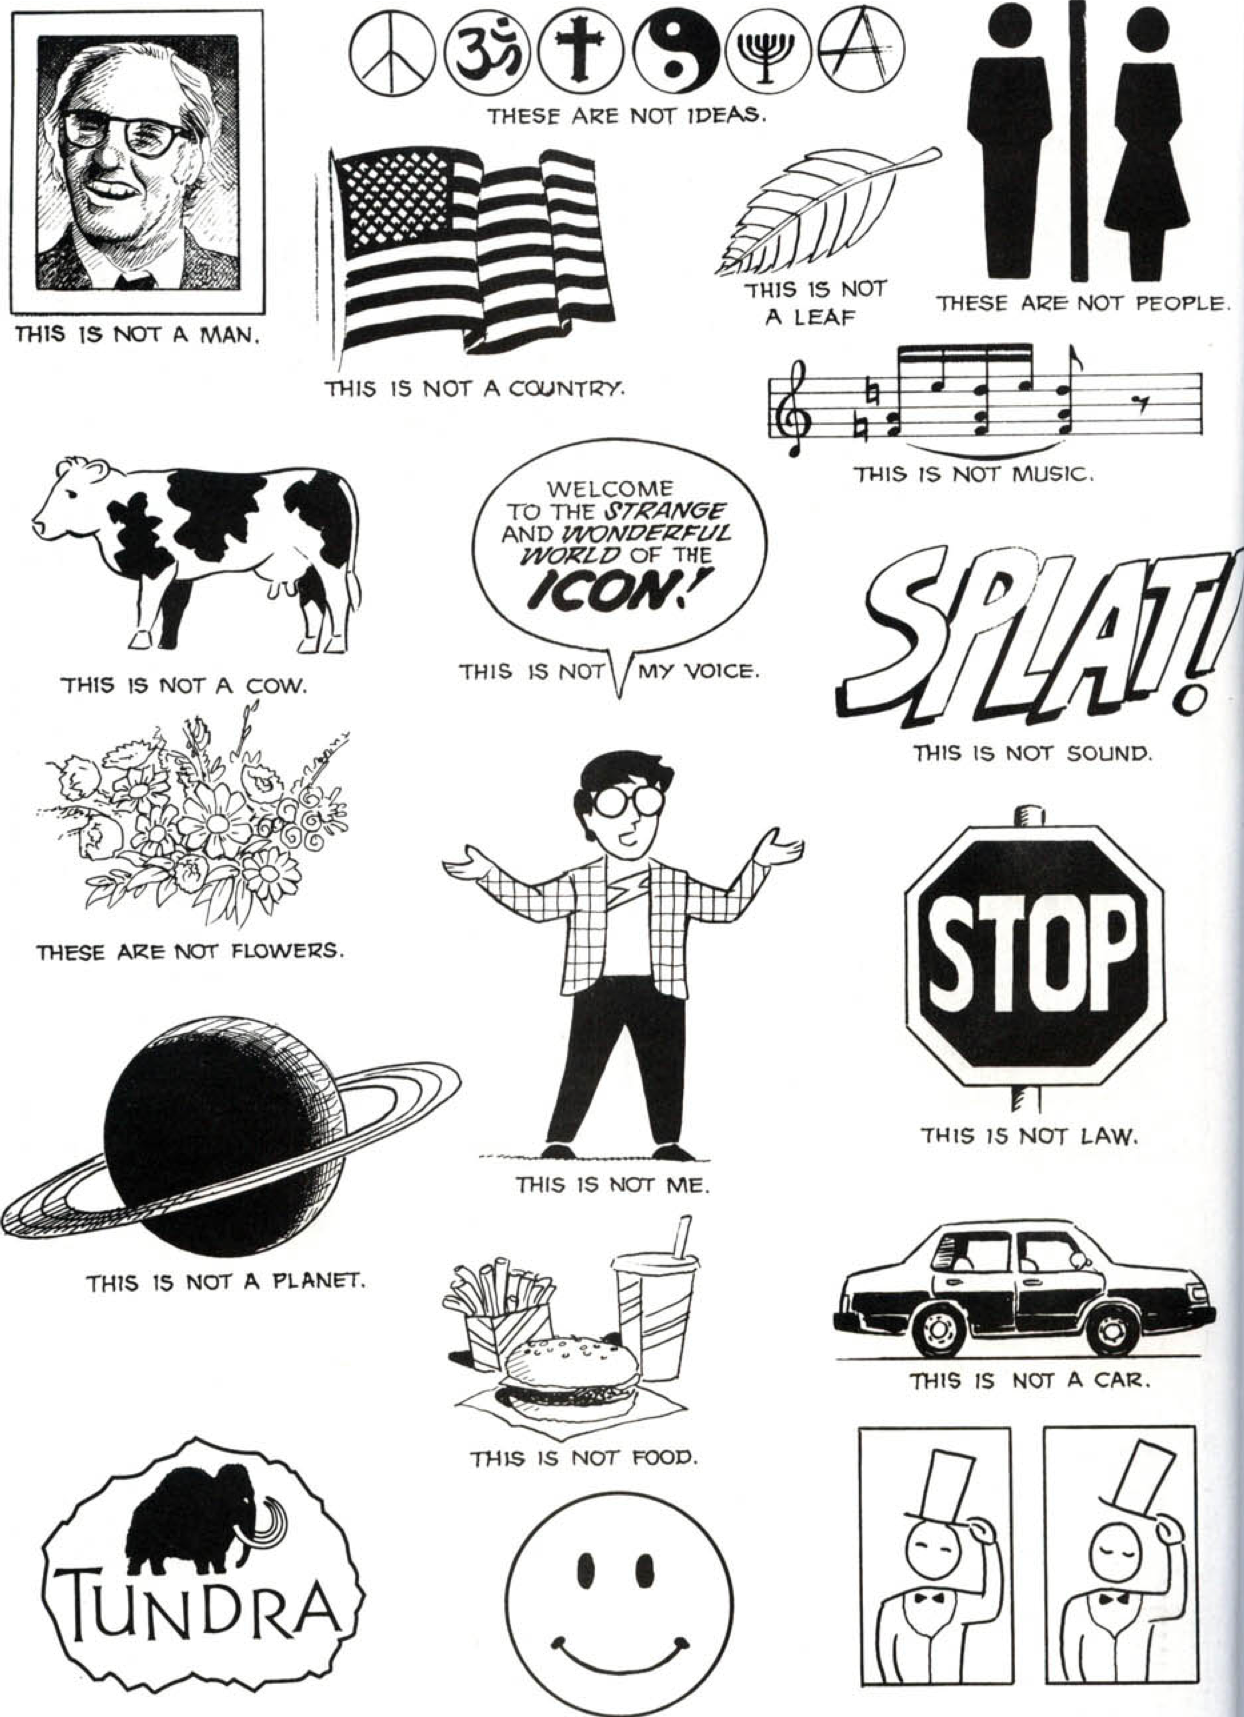 THESE ARE NOT IDEAS.
THIS IS NOT A MAN.
THIS IS NOT A COUNTRY.
THIS IS NOT
A LEAF
THESE ARE NOT PEOPLE.
THIS IS NOT MUSIC.
THIS IS NOT A COW.
WELCOME
TO THE STRANGE
AND WONDERFUL
WORLD OF THE
ICON!
THIS IS NOT MY VOICE.
SPLAT!
THIS IS NOT SOUND.
THESE ARE NOT FLOWERS.
THIS IS NOT ME.
STOP
THIS IS NOT LAW.
THIS IS NOT A PLANET.
THIS IS NOT FOOD.
THIS IS NOT A CAR.
TUNDRA